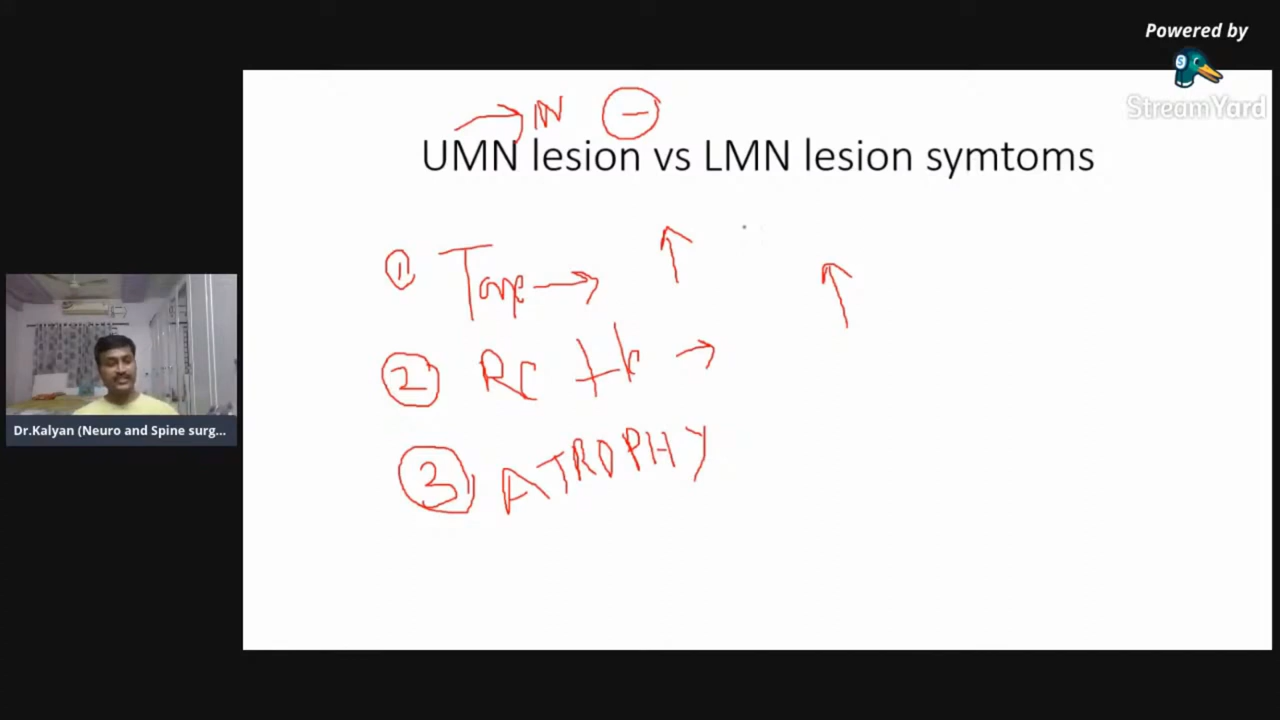 Powered by
StreamYard
N −
UMN lesion vs LMN lesion symtoms
① Tone → ↑
② →  ↑
③ ATROPHY
Dr.Kalyan (Neuro and Spine surg...